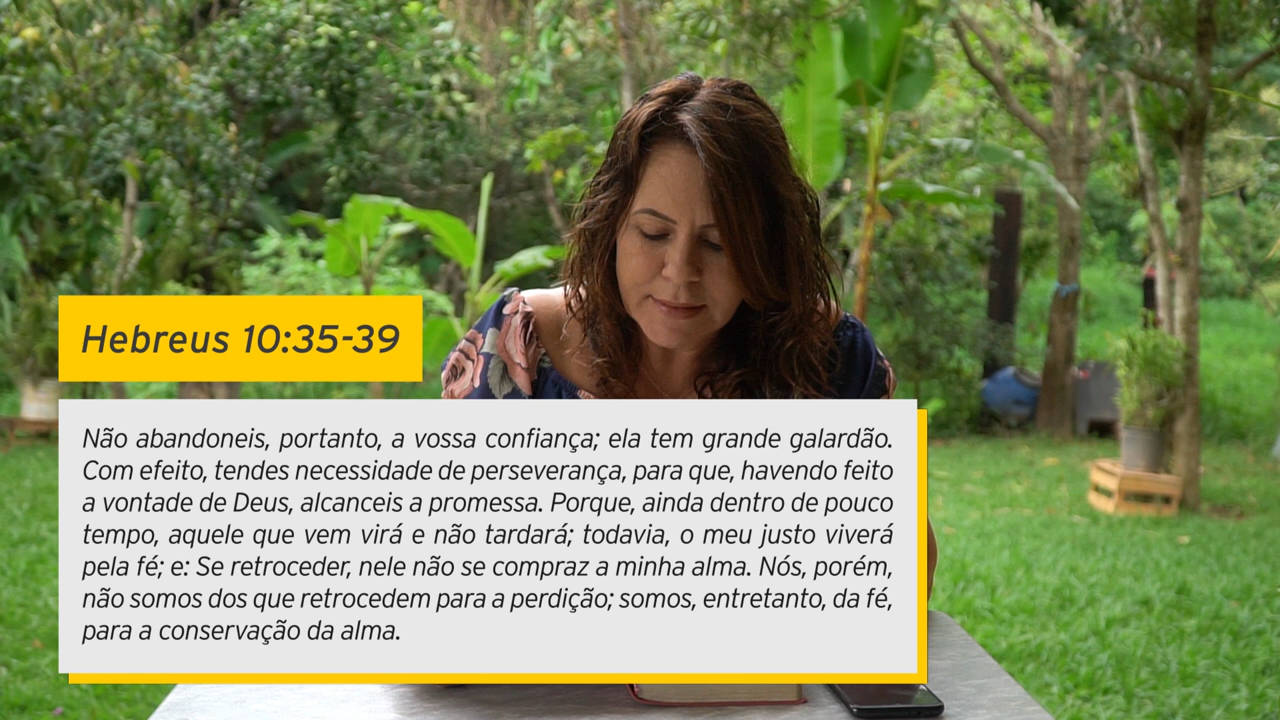 Hebreus 10:35-39
Não abandoneis, portanto, a vossa confiança; ela tem grande galardão.
Com efeito, tendes necessidade de perseverança, para que, havendo feito
a vontade de Deus, alcanceis a promessa. Porque, ainda dentro de pouco
tempo, aquele que vem virá e não tardará; todavia, o meu justo viverá
pela fé; e: Se retroceder, nele não se compraz a minha alma. Nós, porém,
não somos dos que retrocedem para a perdição; somos, entretanto, da fé,
para a conservação da alma.